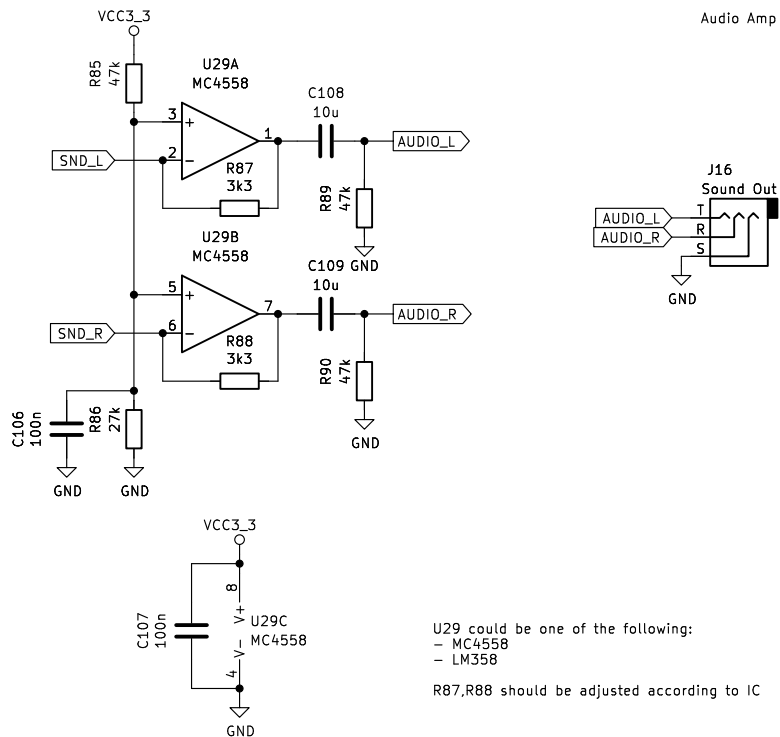 VCC3_3
Audio Amp
R85
47k
U29A
MC4558
3
+
2
-
1
SND_L
R87
3k3
C108
10u
AUDIO_L
R89
47k
GND
J16
Sound Out
AUDIO_L
T
AUDIO_R
R
S
GND
U29B
MC4558
5
+
6
-
7
SND_R
R88
3k3
C109
10u
AUDIO_R
R90
47k
GND
C106
100n
R86
27k
GND
GND
VCC3_3
8
V+
U29C
MC4558
V-
4
C107
100n
GND
U29 could be one of the following:
- MC4558
- LM358
R87,R88 should be adjusted according to IC